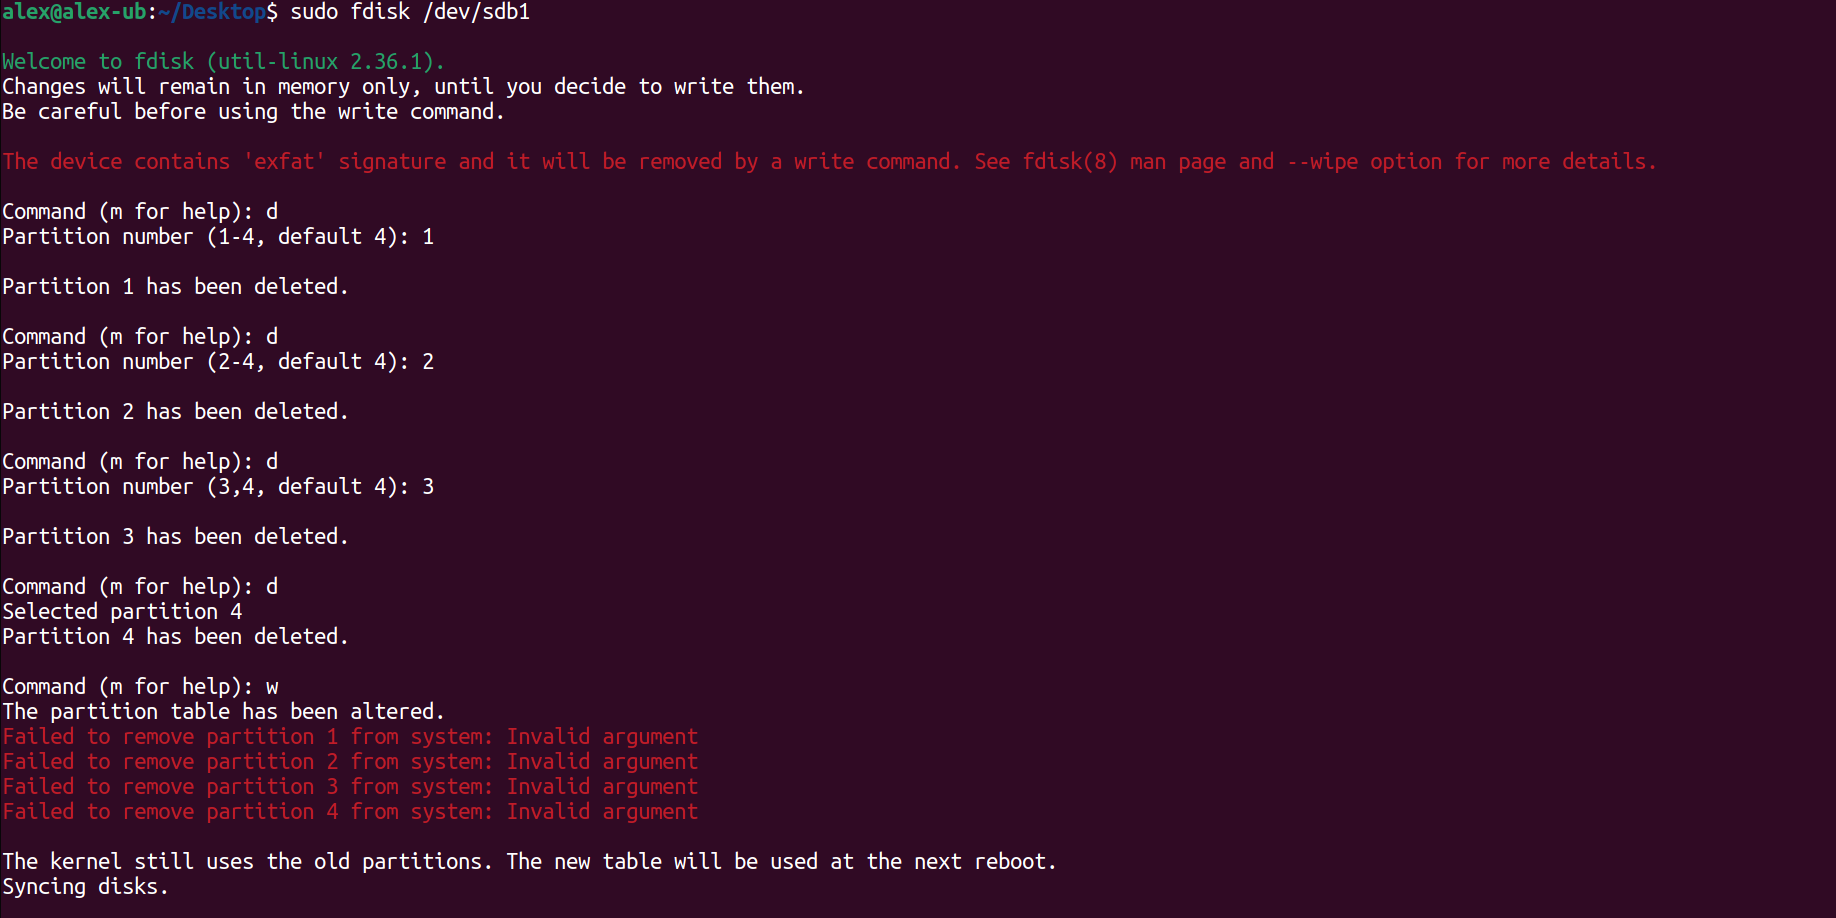 alex@alex-ub:~/Desktop$ sudo fdisk /dev/sdb1
Welcome to fdisk (util-linux 2.36.1).
Changes will remain in memory only, until you decide to write them.
Be careful before using the write command.
The device contains 'exfat' signature and it will be removed by a write command. See fdisk(8) man page and --wipe option for more details.
Command (m for help): d
Partition number (1-4, default 4): 1
Partition 1 has been deleted.
Command (m for help): d
Partition number (2-4, default 4): 2
Partition 2 has been deleted.
Command (m for help): d
Partition number (3,4, default 4): 3
Partition 3 has been deleted.
Command (m for help): d
Selected partition 4
Partition 4 has been deleted.
Command (m for help): w
The partition table has been altered.
Failed to remove partition 1 from system: Invalid argument
Failed to remove partition 2 from system: Invalid argument
Failed to remove partition 3 from system: Invalid argument
Failed to remove partition 4 from system: Invalid argument
The kernel still uses the old partitions. The new table will be used at the next reboot.
Syncing disks.